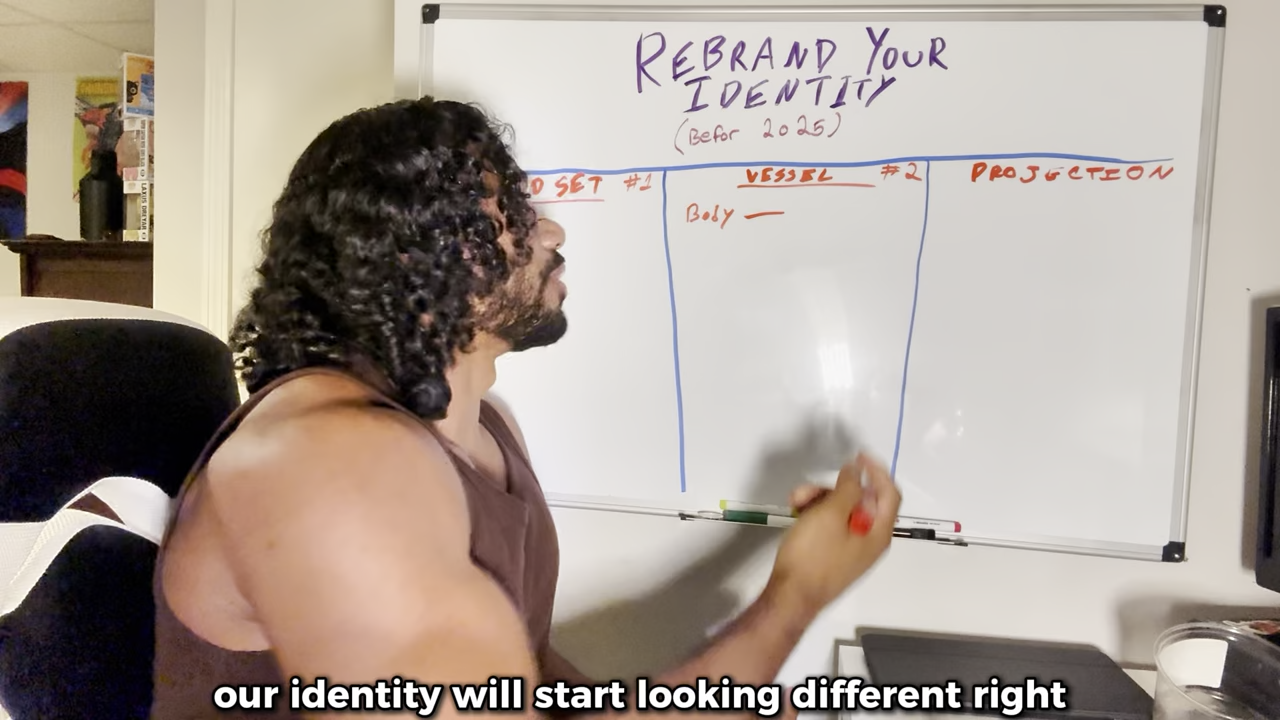 REBRAND YOUR
IDENTITY
(Befor 2025)
D SET #1
VESSEL #2
PROJECTION
Body —
our identity will start looking different right